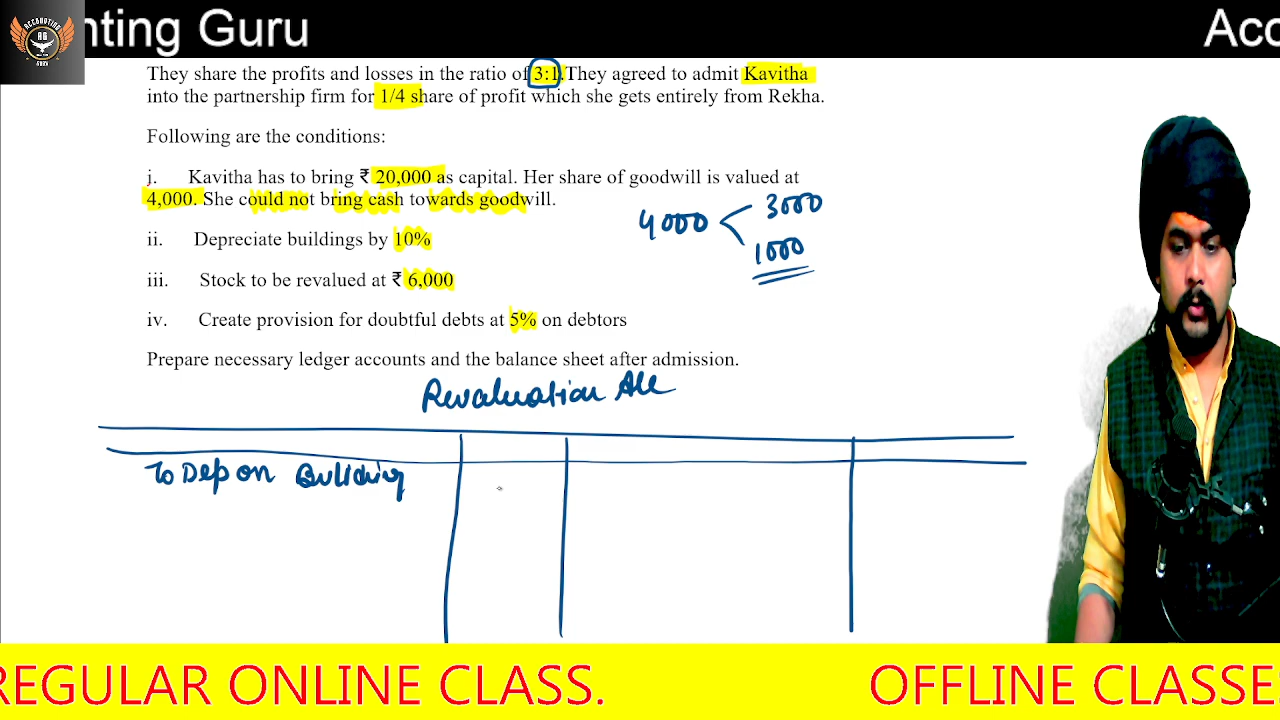 nting Guru
Acc
ACCOUNTING
AG
GURU
They share the profits and losses in the ratio of 3:1.They agreed to admit Kavitha
into the partnership firm for 1/4 share of profit which she gets entirely from Rekha.
Following are the conditions:
j. Kavitha has to bring ₹ 20,000 as capital. Her share of goodwill is valued at
4,000. She could not bring cash towards goodwill.
4000 < 3000
1000
ii. Depreciate buildings by 10%
iii. Stock to be revalued at ₹ 6,000
iv. Create provision for doubtful debts at 5% on debtors
Prepare necessary ledger accounts and the balance sheet after admission.
Revaluation A/c
To Dep on Building
REGULAR ONLINE CLASS.
OFFLINE CLASSE